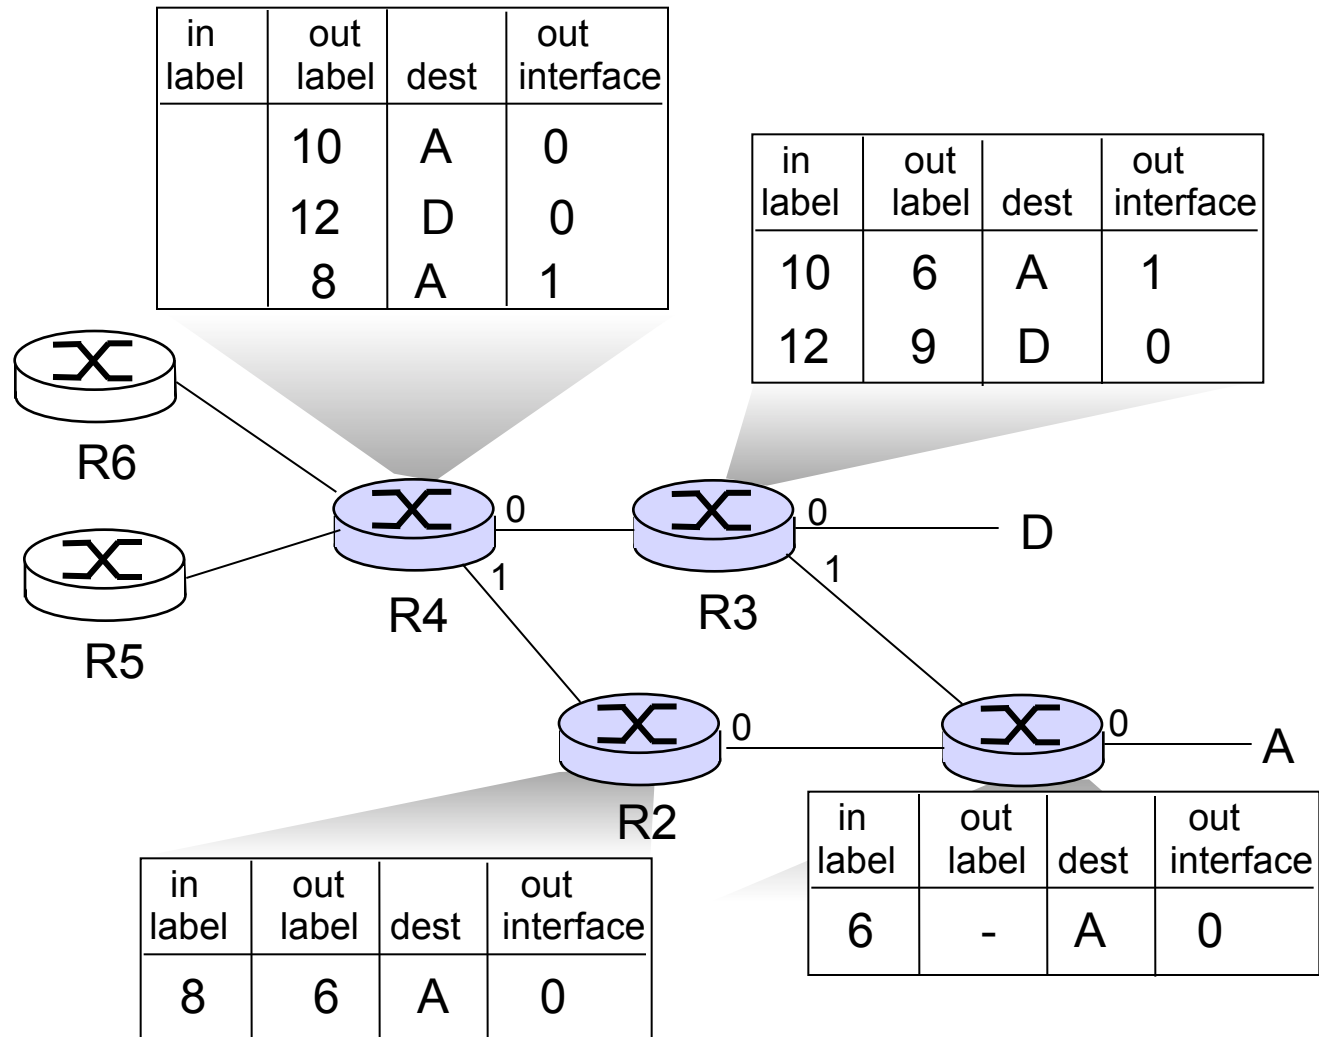 in out out
label label dest interface
10 A 0
12 D 0
8 A 1
in out out
label label dest interface
10 6 A 1
12 9 D 0
R6
0
0
D
1
1
R4
R3
R5
0
0
A
R2
in out out
label label dest interface
6 - A 0
in out out
label label dest interface
8 6 A 0